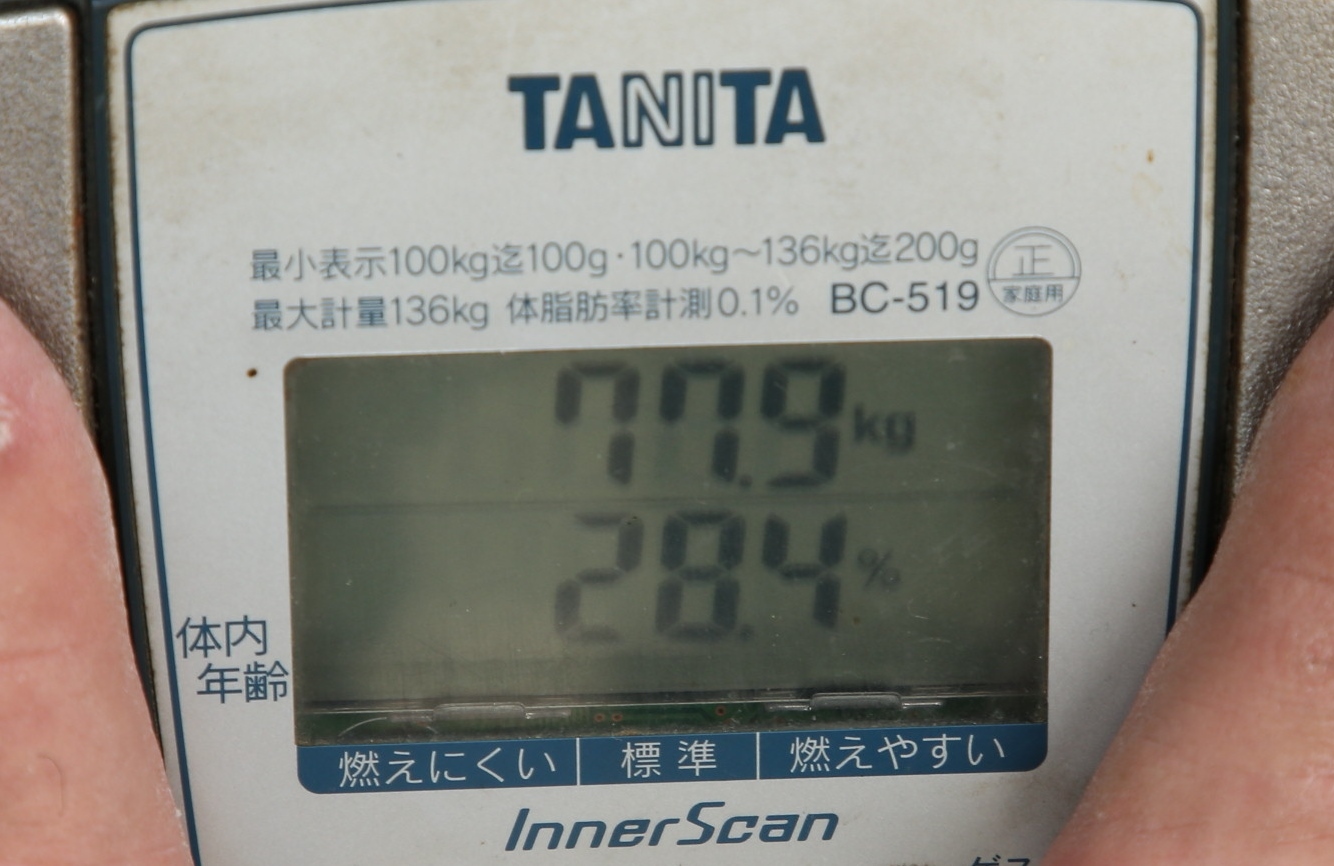 TANITA
最小表示100kg迄100g·100kg～136kg迄200g
正
家庭用
最大計量136kg 体脂肪率計測0.1% BC-519
77.9kg
28.4%
体内
年齢
燃えにくい 標準 燃えやすい
InnerScan